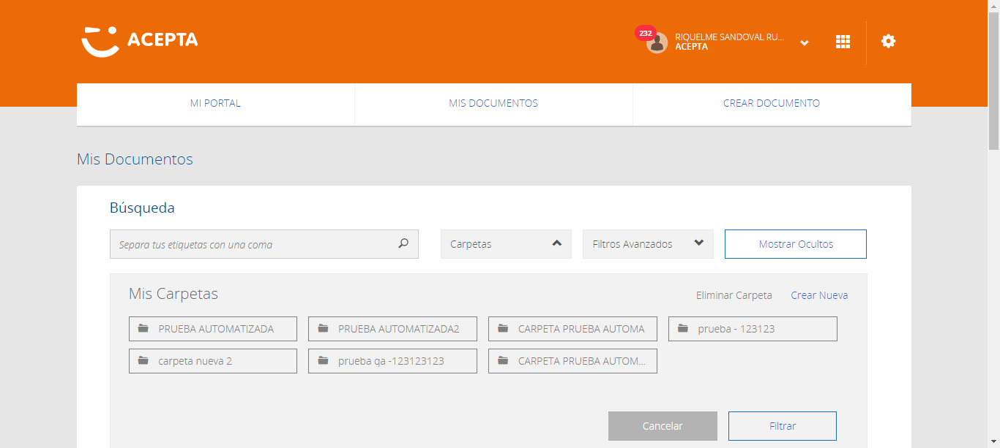 ACEPTA
232
RIQUELME SANDOVAL RU...
ACEPTA
MI PORTAL
MIS DOCUMENTOS
CREAR DOCUMENTO
Mis Documentos
Búsqueda
Separa tus etiquetas con una coma
Carpetas
Filtros Avanzados
Mostrar Ocultos
Mis Carpetas
Eliminar Carpeta
Crear Nueva
PRUEBA AUTOMATIZADA
PRUEBA AUTOMATIZADA2
CARPETA PRUEBA AUTOMA
prueba - 123123
carpeta nueva 2
prueba qa -123123123
CARPETA PRUEBA AUTOM...
Cancelar
Filtrar